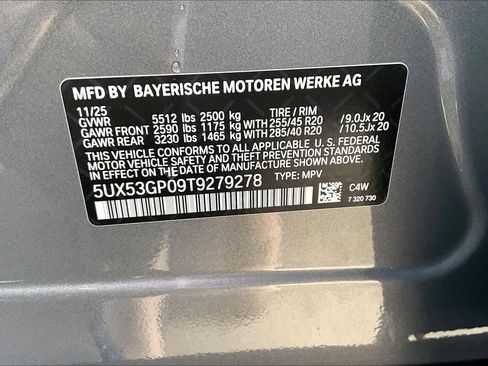 MFD BY BAYERISCHE MOTOREN WERKE AG
11/25 TIRE / RIM
GVWR 5512 lbs 2500 kg
GAWR FRONT 2590 lbs 1175 kg WITH 255/45 R20 /9.0Jx 20
GAWR REAR 3230 lbs 1465 kg WITH 285/40 R20 /10.5Jx 20
THIS VEHICLE CONFORMS TO ALL APPLICABLE U. S. FEDERAL
MOTOR VEHICLE SAFETY, BUMPER, AND THEFT PREVENTION STANDARDS
IN EFFECT ON THE DATE OF MANUFACTURE SHOWN ABOVE.
5UX53GP09T9279278 TYPE: MPV C4W
7 320 730